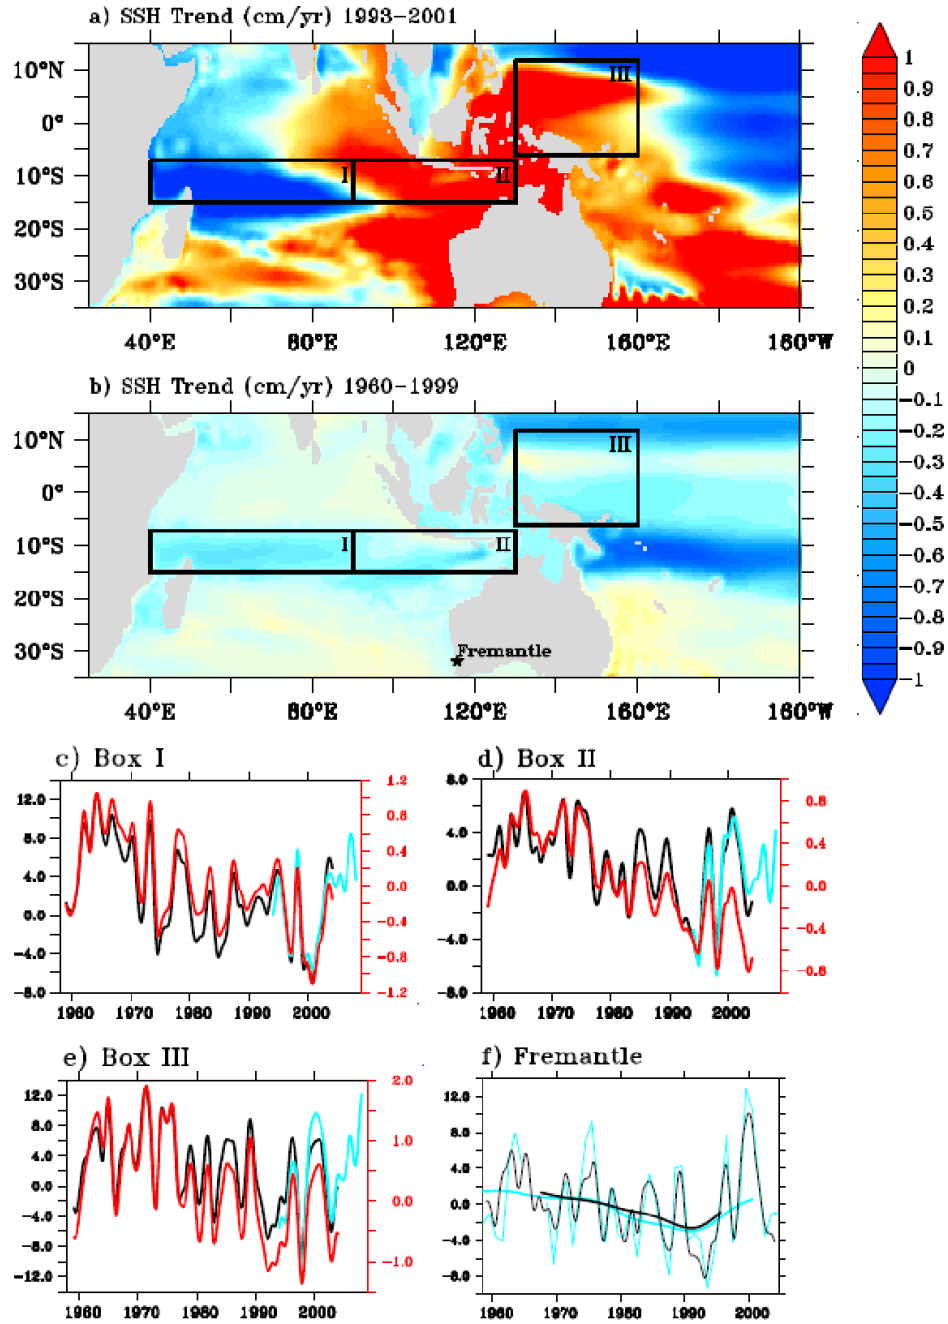 a) SSH Trend (cm/yr) 1993-2001
10°N
0°
10°S
20°S
30°S
I
II
III
40°E 80°E 120°E 160°E 160°W
b) SSH Trend (cm/yr) 1960-1999
10°N
0°
10°S
20°S
30°S
I
II
III
Fremantle
40°E 80°E 120°E 160°E 160°W
1
0.9
0.8
0.7
0.6
0.5
0.4
0.3
0.2
0.1
0
-0.1
-0.2
-0.3
-0.4
-0.5
-0.6
-0.7
-0.8
-0.9
-1
c) Box I
12.0
8.0
4.0
0.0
-4.0
-8.0
1.2
0.8
0.4
0.0
-0.4
-0.8
-1.2
1960 1970 1980 1990 2000
d) Box II
8.0
4.0
0.0
-4.0
-8.0
0.8
0.4
0.0
-0.4
-0.8
1960 1970 1980 1990 2000
e) Box III
12.0
8.0
4.0
0.0
-4.0
-8.0
-12.0
2.0
1.0
0.0
-1.0
1960 1970 1980 1990 2000
f) Fremantle
12.0
8.0
4.0
0.0
-4.0
-8.0
1960 1970 1980 1990 2000